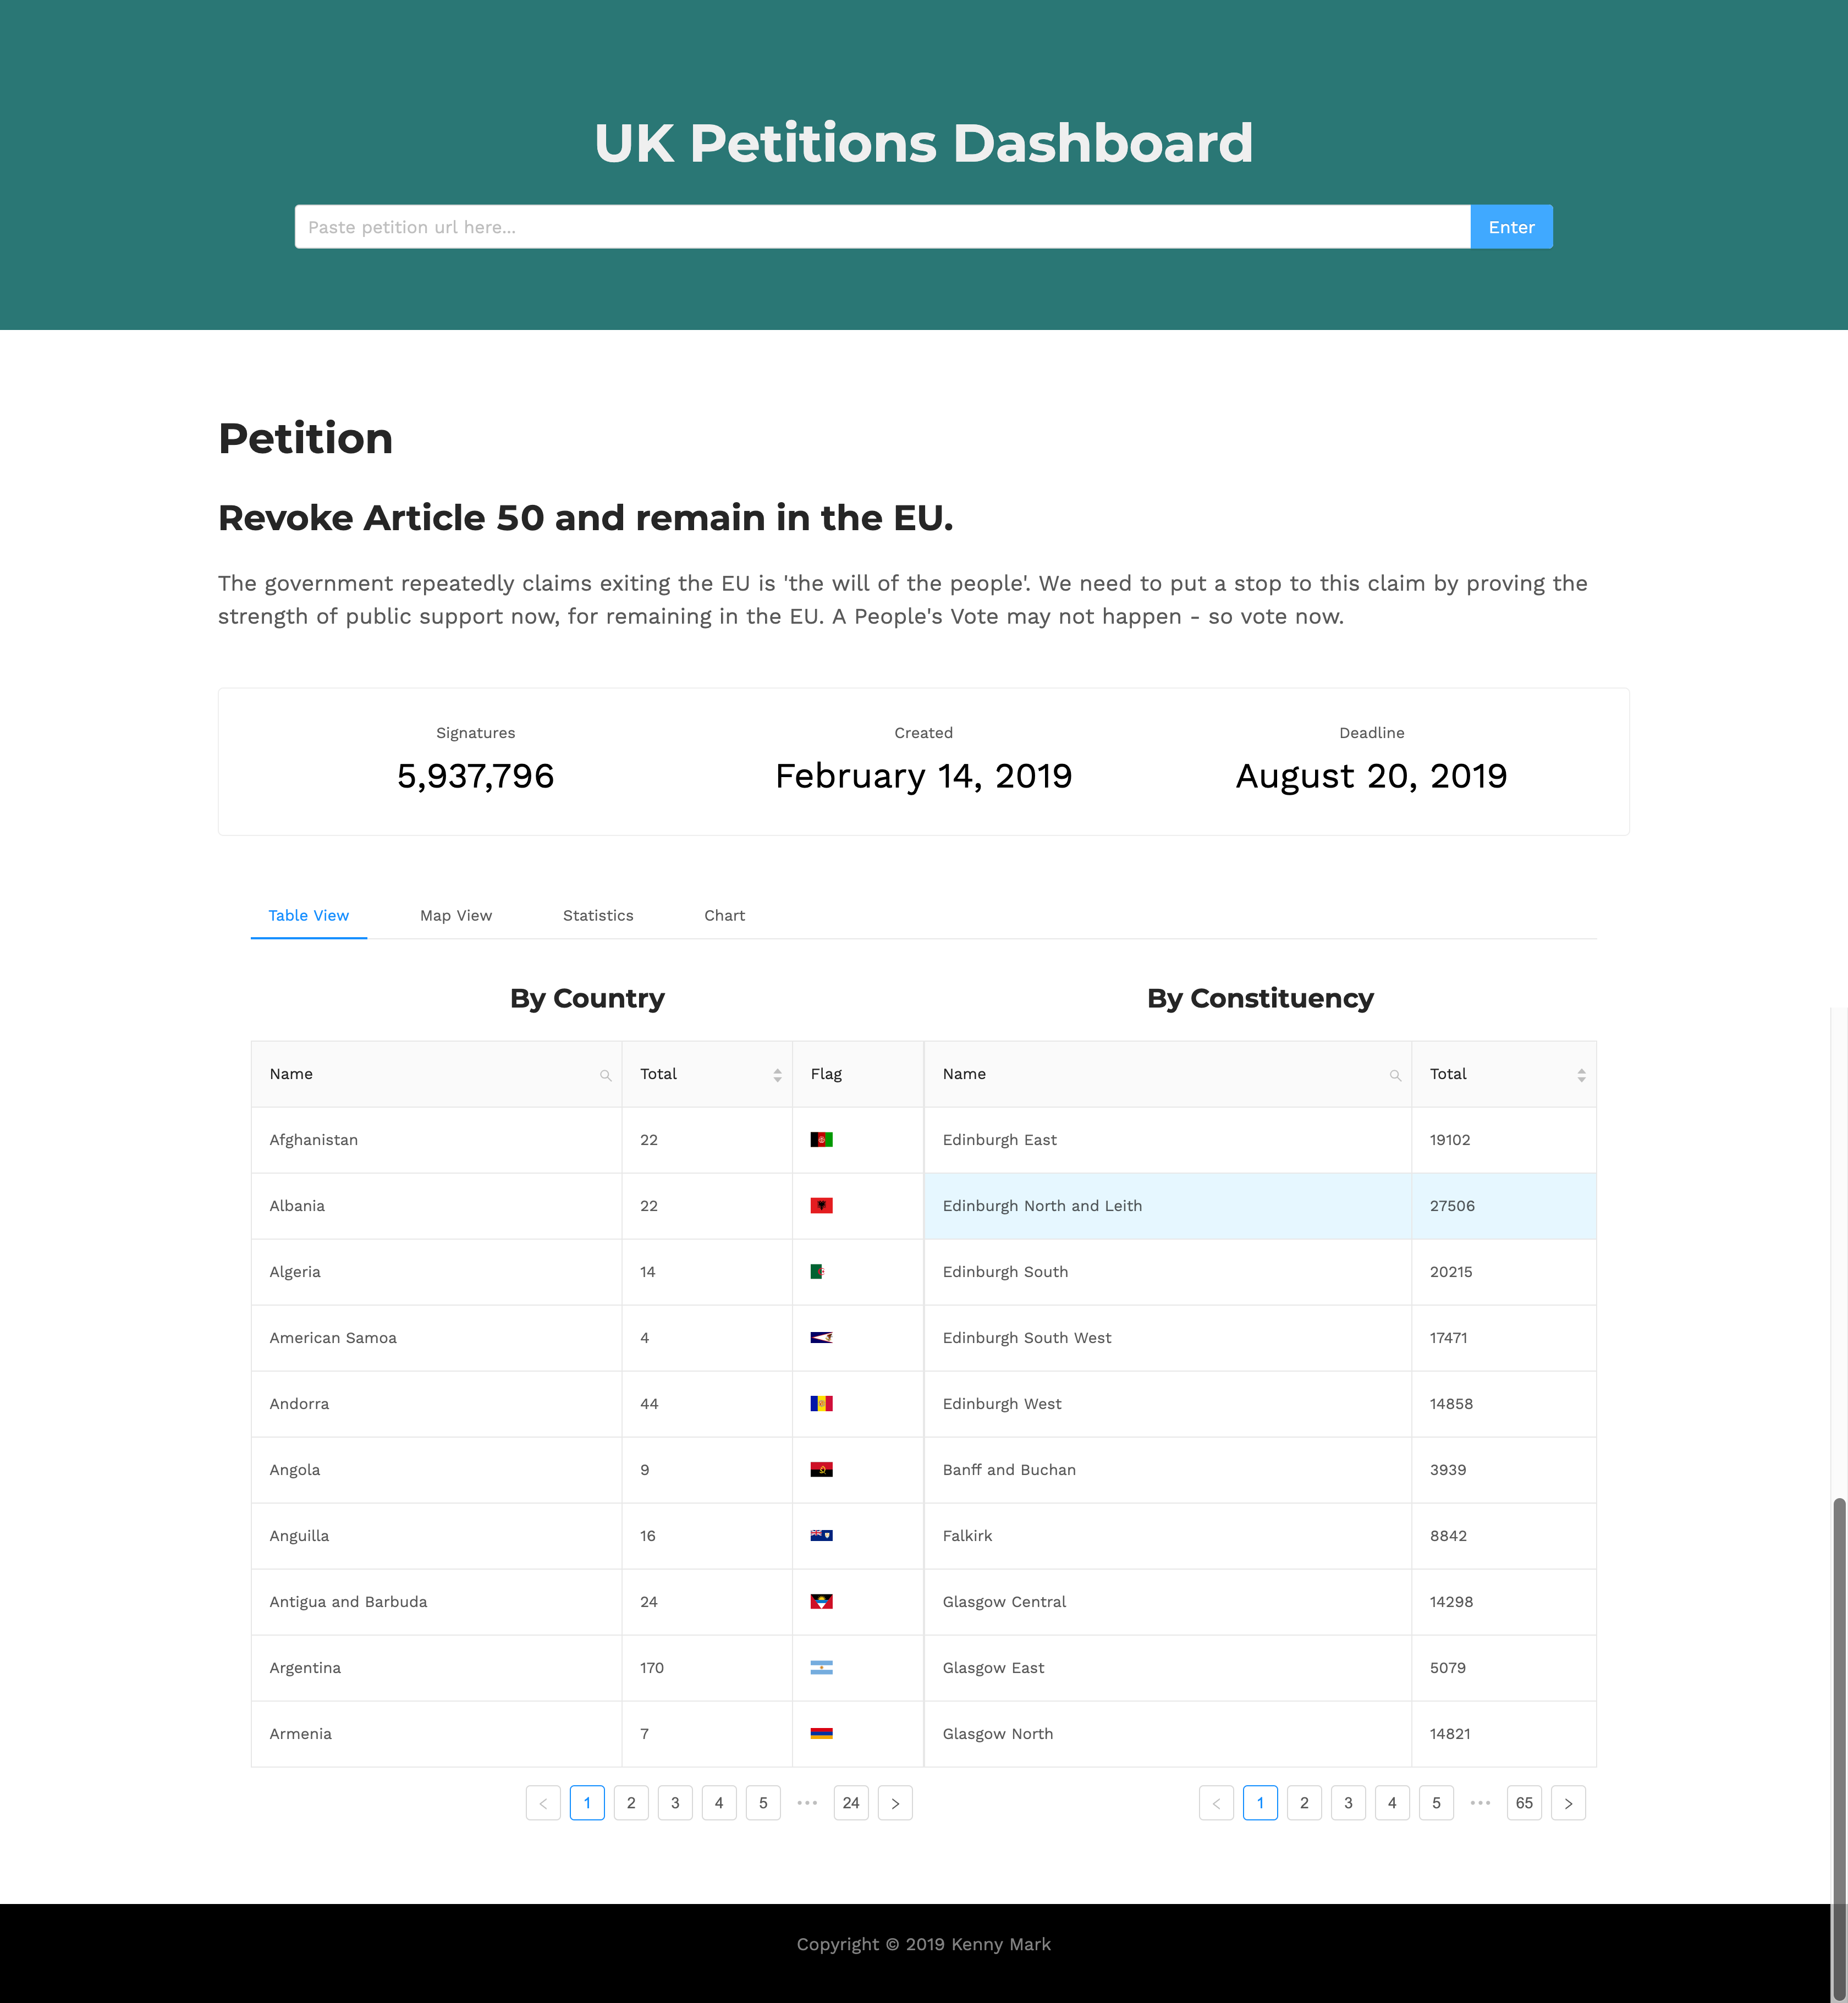 UK Petitions Dashboard
Paste petition url here...
Enter
Petition
Revoke Article 50 and remain in the EU.
The government repeatedly claims exiting the EU is 'the will of the people'. We need to put a stop to this claim by proving the
strength of public support now, for remaining in the EU. A People's Vote may not happen - so vote now.
Signatures
5,937,796
Created
February 14, 2019
Deadline
August 20, 2019
Table View Map View Statistics Chart
By Country
Name Total Flag
Afghanistan 22
Albania 22
Algeria 14
American Samoa 4
Andorra 44
Angola 9
Anguilla 16
Antigua and Barbuda 24
Argentina 170
Armenia 7
< 1 2 3 4 5 ••• 24 >
By Constituency
Name Total
Edinburgh East 19102
Edinburgh North and Leith 27506
Edinburgh South 20215
Edinburgh South West 17471
Edinburgh West 14858
Banff and Buchan 3939
Falkirk 8842
Glasgow Central 14298
Glasgow East 5079
Glasgow North 14821
< 1 2 3 4 5 ••• 65 >
Copyright © 2019 Kenny Mark